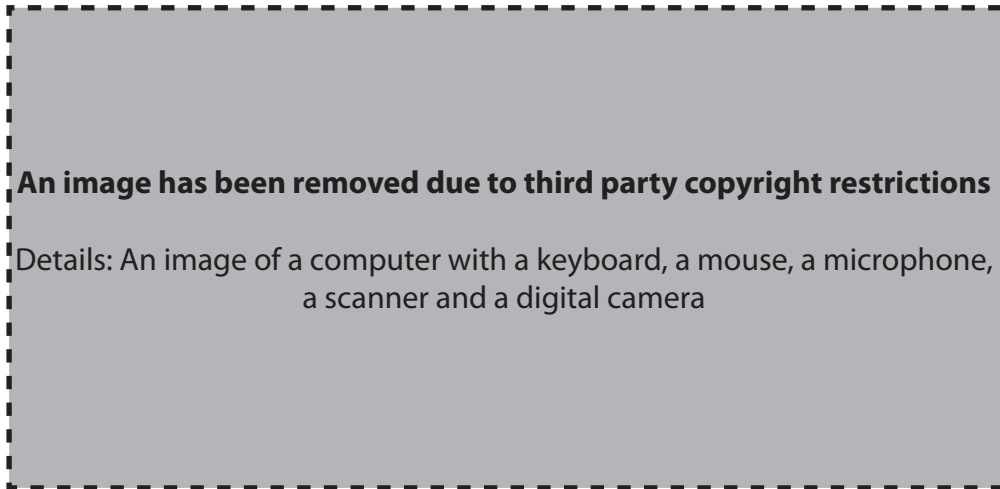 An image has been removed due to third party copyright restrictions
Details: An image of a computer with a keyboard, a mouse, a microphone,
a scanner and a digital camera